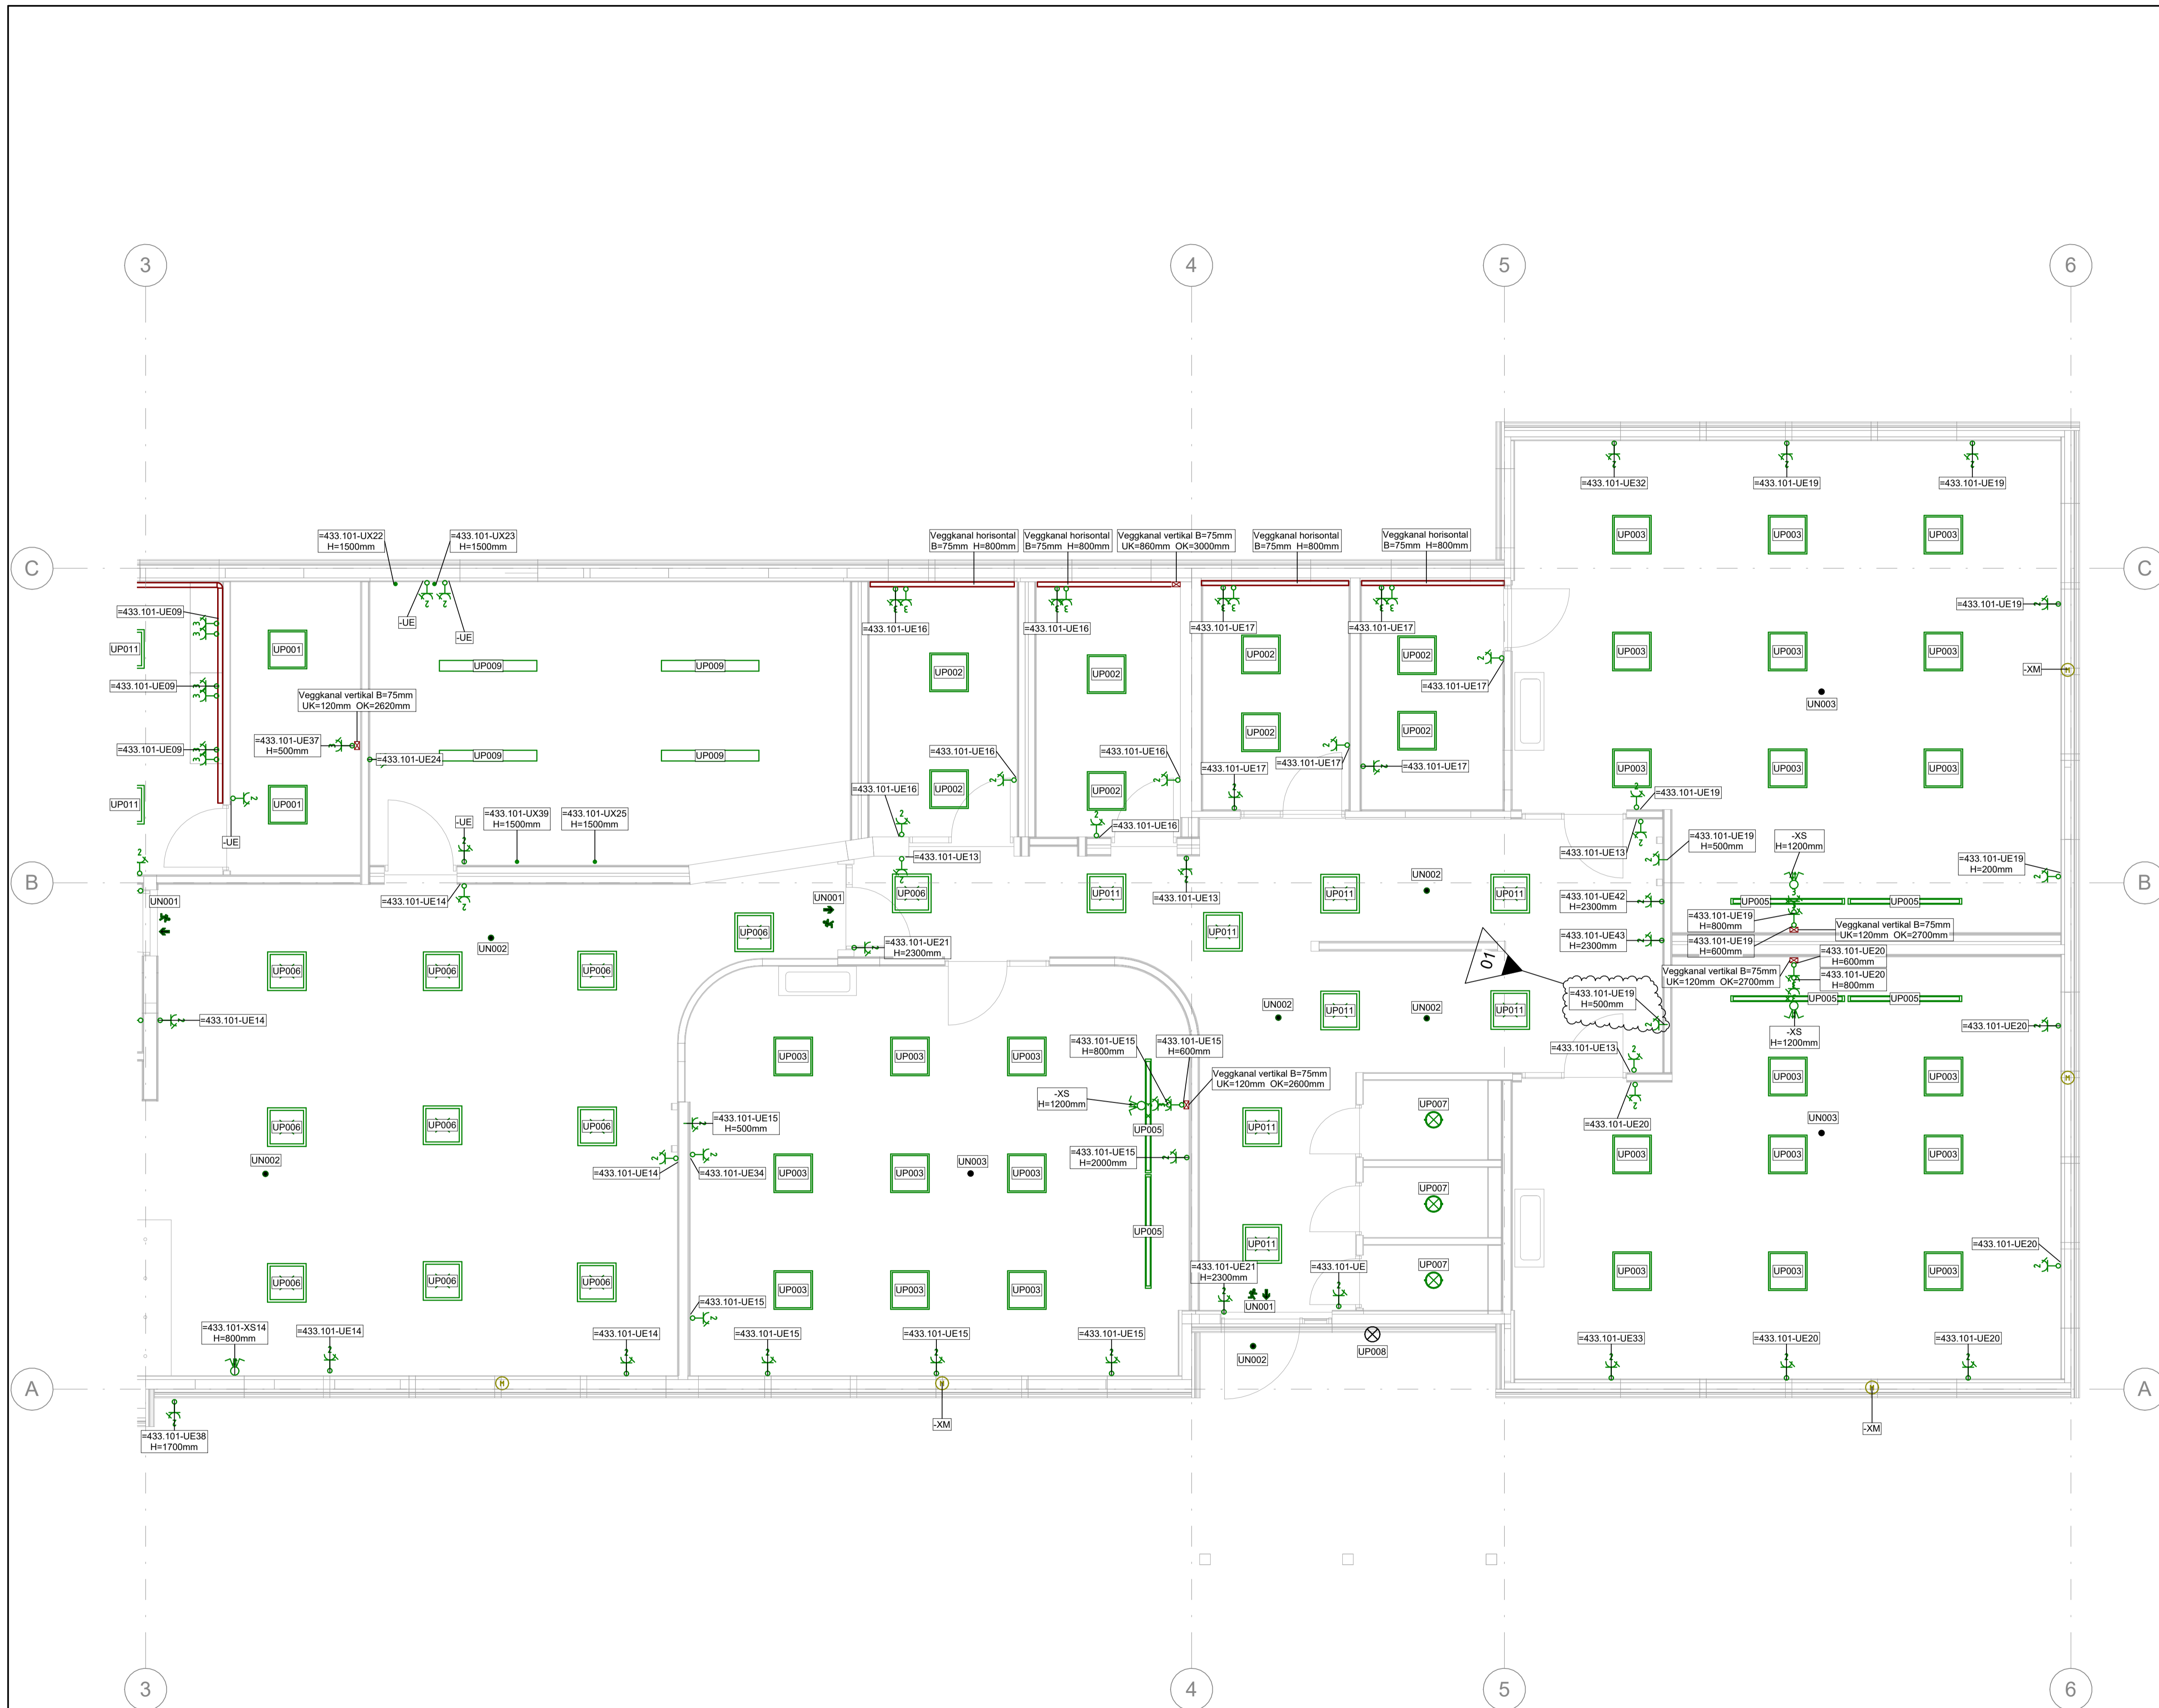 3
4
5
6
=433.101-UE32
=433.101-UE19
=433.101-UE19
=433.101-UX22
H=1500mm
=433.101-UX23
H=1500mm
Veggkanal horisontal
B=75mm H=800mm
Veggkanal horisontal
B=75mm H=800mm
Veggkanal vertikal B=75mm
UK=860mm OK=3000mm
Veggkanal horisontal
B=75mm H=800mm
Veggkanal horisontal
B=75mm H=800mm
UP003
UP003
UP003
C
C
=433.101-UE09
-UE
-UE
=433.101-UE16
=433.101-UE16
=433.101-UE17
=433.101-UE17
=433.101-UE19
UP011
UP001
UP009
UP009
UP002
UP002
UP002
UP002
UP003
UP003
UP003
-XM
=433.101-UE09
Veggkanal vertikal B=75mm
UK=120mm OK=2620mm
=433.101-UE17
UN003
=433.101-UE37
H=500mm
=433.101-UE09
=433.101-UE24
UP009
UP009
=433.101-UE16
=433.101-UE16
UP002
UP002
=433.101-UE17
=433.101-UE17
=433.101-UE17
UP003
UP003
UP003
UP011
UP001
=433.101-UE16
UP002
UP002
=433.101-UE19
-UE
-UE
=433.101-UX39
H=1500mm
=433.101-UX25
H=1500mm
=433.101-UE16
=433.101-UE13
=433.101-UE13
=433.101-UE19
H=500mm
-XS
H=1200mm
=433.101-UE19
H=200mm
B
B
UN001
=433.101-UE14
UN001
UP006
UP011
=433.101-UE13
UP011
UN002
UP011
=433.101-UE42
H=2300mm
UP005
UP005
=433.101-UE19
H=800mm
Veggkanal vertikal B=75mm
UK=120mm OK=2700mm
UP006
UP011
UN002
=433.101-UE21
H=2300mm
=433.101-UE43
H=2300mm
=433.101-UE19
H=600mm
=433.101-UE20
H=600mm
01
Veggkanal vertikal B=75mm
UK=120mm OK=2700mm
=433.101-UE20
H=800mm
UP006
UP006
UP006
=433.101-UE19
H=500mm
UP005
UP005
UN002
UN002
UP011
UP011
=433.101-UE14
-XS
H=1200mm
=433.101-UE20
UP003
UP003
UP003
=433.101-UE15
H=800mm
=433.101-UE15
H=600mm
=433.101-UE13
Veggkanal vertikal B=75mm
UK=120mm OK=2600mm
UP003
UP003
-XS
H=1200mm
UP007
=433.101-UE15
H=500mm
UP005
UP011
=433.101-UE20
UN003
UP006
UP006
UP006
UN002
=433.101-UE14
=433.101-UE34
UP003
UP003
UN003
UP003
=433.101-UE15
H=2000mm
UP007
UP003
UP003
UP003
UP005
UP011
=433.101-UE20
UP006
UP006
UP006
UP003
UP003
UP003
=433.101-UE21
H=2300mm
=433.101-UE
UP007
UP003
UP003
UP003
=433.101-UE15
UN001
=433.101-XS14
H=800mm
=433.101-UE14
=433.101-UE14
=433.101-UE15
=433.101-UE15
=433.101-UE15
UN002
UP008
=433.101-UE33
=433.101-UE20
=433.101-UE20
A
A
-XM
-XM
=433.101-UE38
H=1700mm
3
4
5
6